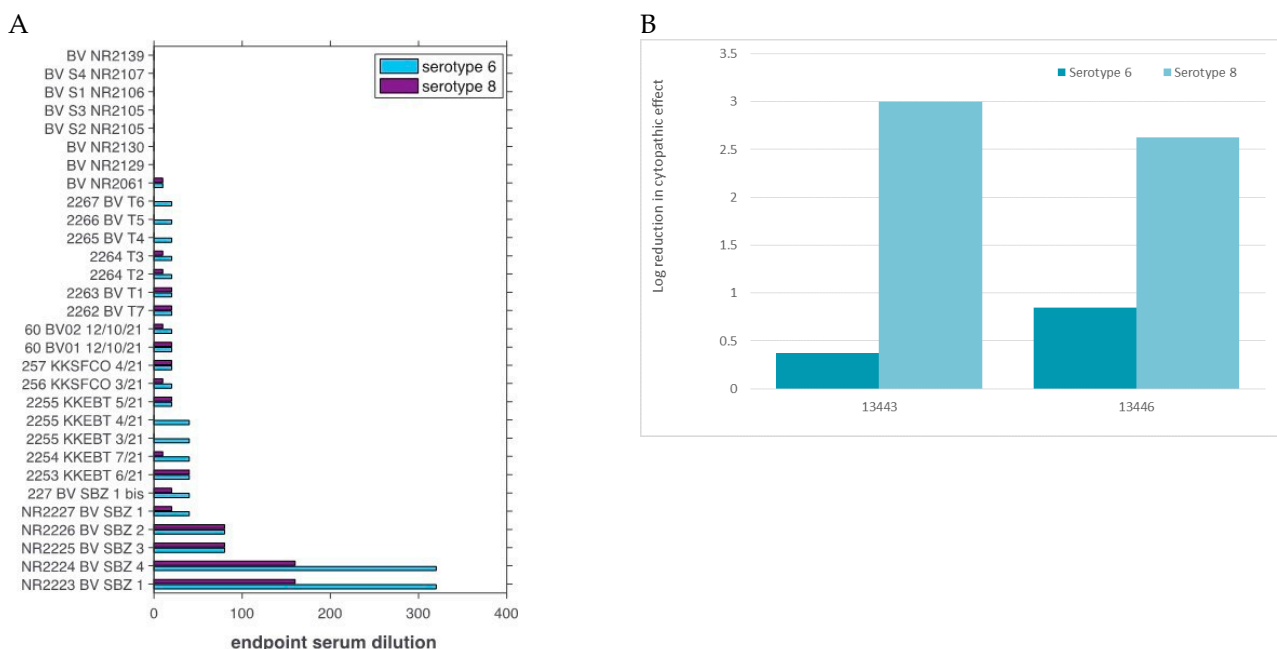 A
BV NR2139
BV S4 NR2107
BV S1 NR2106
BV S3 NR2105
BV S2 NR2105
BV NR2130
BV NR2129
BV NR2061
2267 BV T6
2266 BV T5
2265 BV T4
2264 T3
2264 T2
2263 BV T1
2262 BV T7
60 BV02 12/10/21
60 BV01 12/10/21
257 KKSFCO 4/21
256 KKSFCO 3/21
2255 KKEBT 5/21
2255 KKEBT 4/21
2255 KKEBT 3/21
2254 KKEBT 7/21
2253 KKEBT 6/21
227 BV SBZ 1 bis
NR2227 BV SBZ 1
NR2226 BV SBZ 2
NR2225 BV SBZ 3
NR2224 BV SBZ 4
NR2223 BV SBZ 1
serotype 6
serotype 8
0 100 200 300 400
endpoint serum dilution
B
Serotype 6 Serotype 8
Log reduction in cytopathic effect
3.5
3
2.5
2
1.5
1
0.5
0
13443 13446